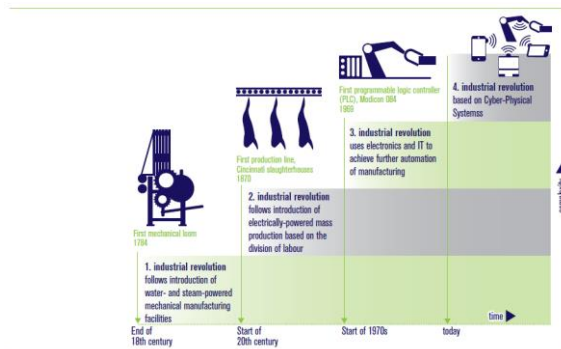 First programmable logic controller
(PLC), Modicon 084
1969
4. industrial revolution
based on Cyber-Physical
Systemss
First production line,
Cincinnati slaughterhouses
1870
3. industrial revolution
uses electronics and IT to
achieve further automation
of manufacturing
First mechanical loom
1784
2. industrial revolution
follows introduction of
electrically-powered mass
production based on the
division of labour
1. industrial revolution
follows introduction of
water- and steam-powered
mechanical manufacturing
facilities
time
End of
18th century
Start of
20th century
Start of 1970s
today